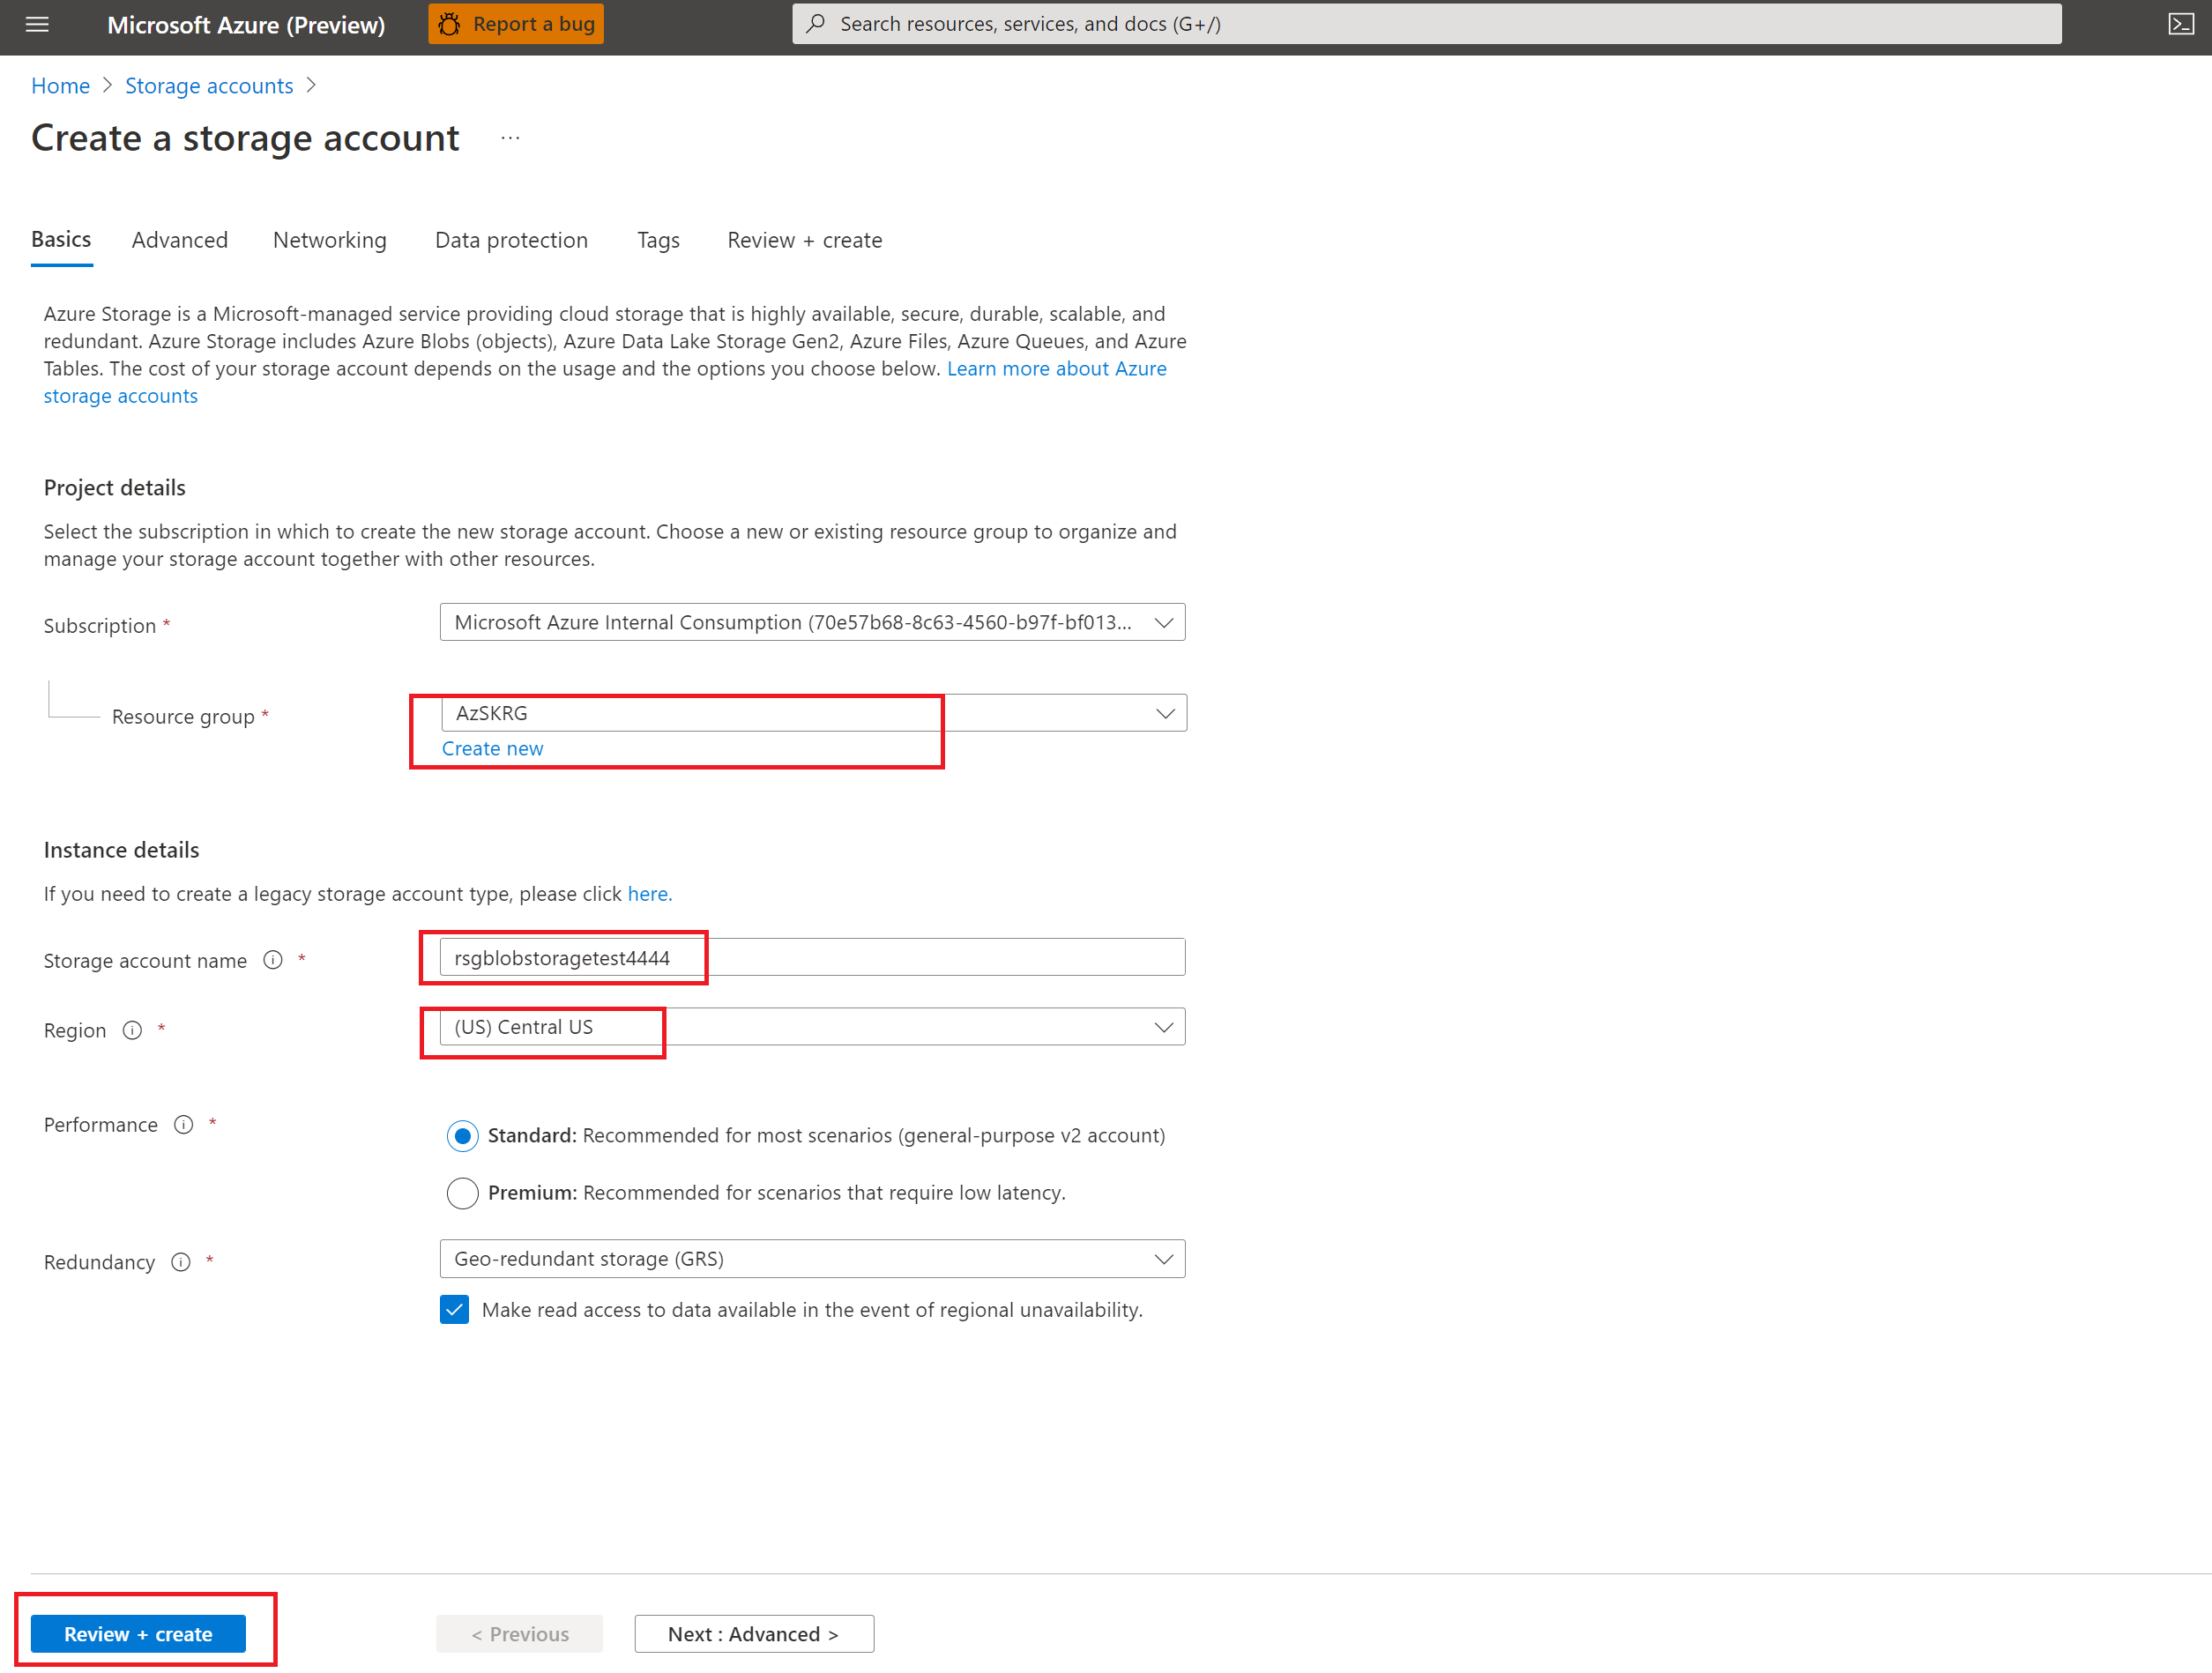 Microsoft Azure (Preview)
Report a bug
Search resources, services, and docs (G+/)
Home > Storage accounts >
Create a storage account ...
Basics Advanced Networking Data protection Tags Review + create
Azure Storage is a Microsoft-managed service providing cloud storage that is highly available, secure, durable, scalable, and
redundant. Azure Storage includes Azure Blobs (objects), Azure Data Lake Storage Gen2, Azure Files, Azure Queues, and Azure
Tables. The cost of your storage account depends on the usage and the options you choose below. Learn more about Azure
storage accounts
Project details
Select the subscription in which to create the new storage account. Choose a new or existing resource group to organize and
manage your storage account together with other resources.
Subscription *
Microsoft Azure Internal Consumption (70e57b68-8c63-4560-b97f-bf013...
Resource group *
AzSKRG
Create new
Instance details
If you need to create a legacy storage account type, please click here.
Storage account name *
rsgblobstoragetest4444
Region *
(US) Central US
Performance *
Standard: Recommended for most scenarios (general-purpose v2 account)
Premium: Recommended for scenarios that require low latency.
Redundancy *
Geo-redundant storage (GRS)
Make read access to data available in the event of regional unavailability.
Review + create
< Previous
Next : Advanced >